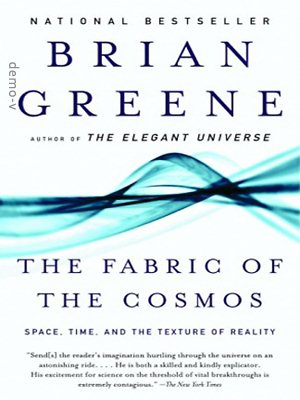 NATIONAL BESTSELLER
BRIAN
GREENE
AUTHOR OF THE ELEGANT UNIVERSE
THE FABRIC OF
THE COSMOS
SPACE, TIME, AND THE TEXTURE OF REALITY
"Send[s] the reader's imagination hurtling through the universe on an
astonishing ride. . . . He is both a skilled and kindly explicator.
His excitement for science on the threshold of vital breakthroughs is
extremely contagious." —The New York Times
demo-v